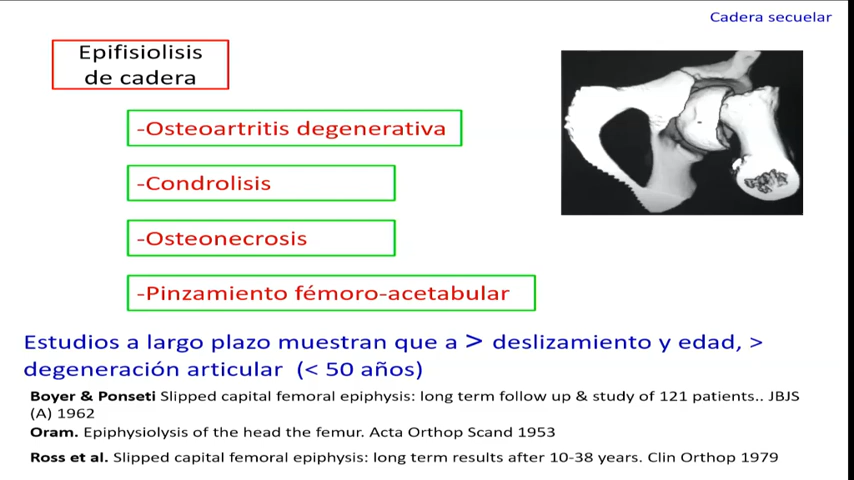 Cadera secuelar
Epifisiolisis
de cadera
-Osteoartritis degenerativa
-Condrolisis
-Osteonecrosis
-Pinzamiento fémoro-acetabular
Estudios a largo plazo muestran que a > deslizamiento y edad, >
degeneración articular (< 50 años)
Boyer & Ponseti Slipped capital femoral epiphysis: long term follow up & study of 121 patients.. JBJS
(A) 1962
Oram. Epiphysiolysis of the head the femur. Acta Orthop Scand 1953
Ross et al. Slipped capital femoral epiphysis: long term results after 10-38 years. Clin Orthop 1979